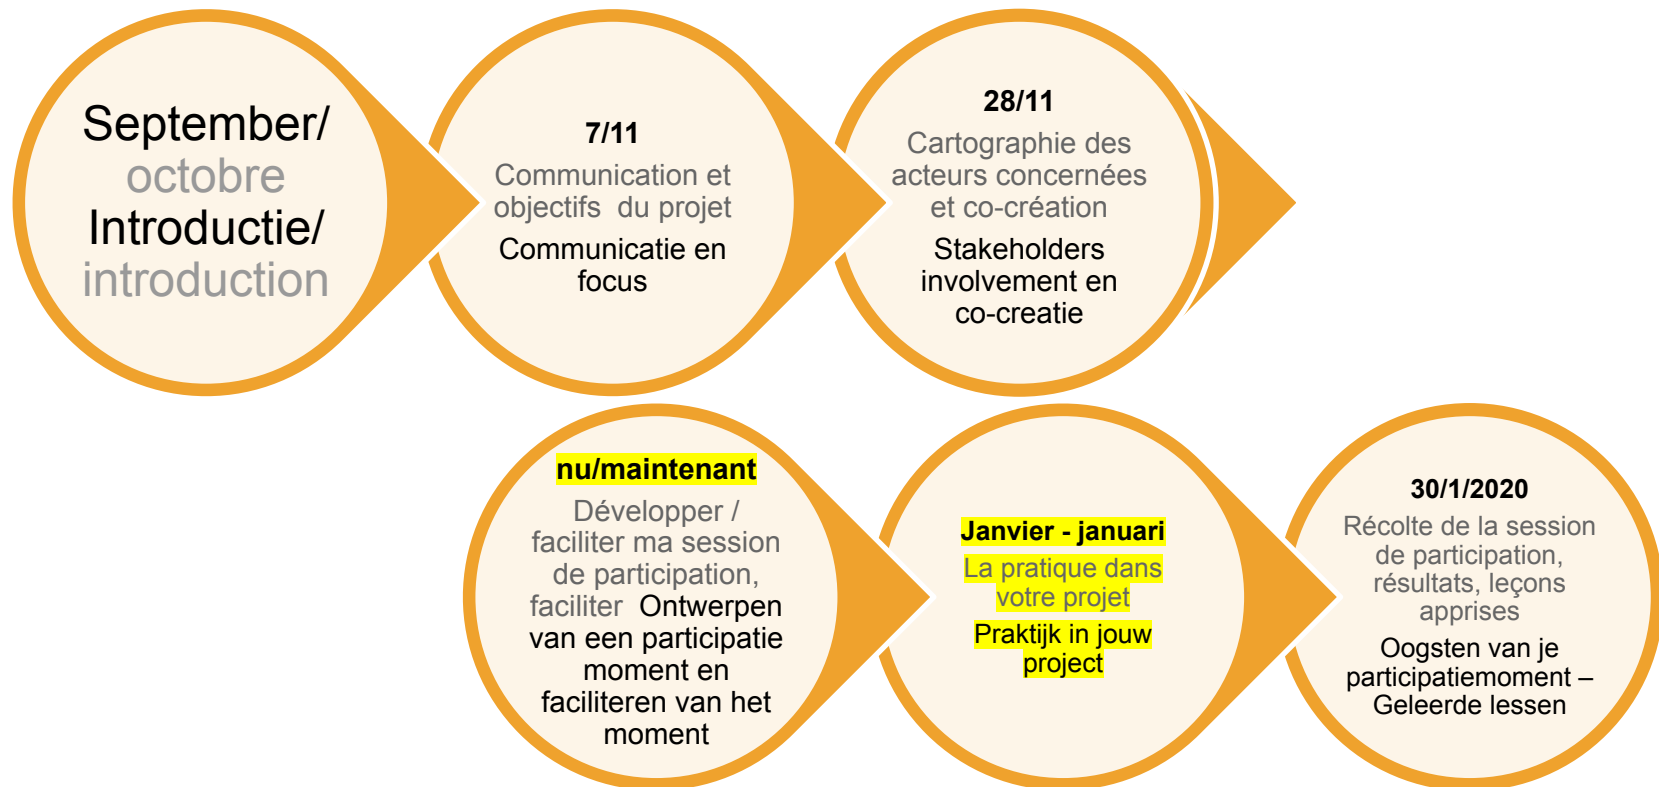 September/
octobre
Introductie/
introduction
7/11
Communication et
objectifs  du projet
Communicatie en
focus
28/11
Cartographie des
acteurs concernées
et co-création
Stakeholders
involvement en
co-creatie
nu/maintenant
Développer /
faciliter ma session
de participation,
faciliter  Ontwerpen
van een participatie
moment en
faciliteren van het
moment
Janvier - januari
La pratique dans
votre projet
Praktijk in jouw
project
30/1/2020
Récolte de la session
de participation,
résultats, leçons
apprises
Oogsten van je
participatiemoment –
Geleerde lessen